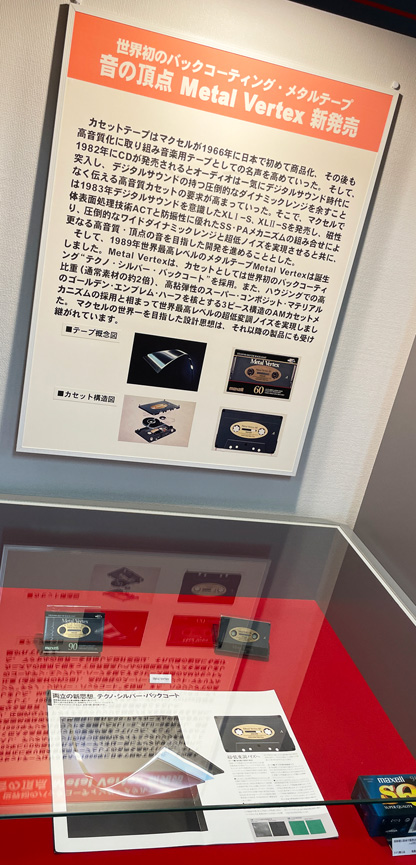 世界初のバックコーティング・メタルテープ
音の頂点 Metal Vertex 新発売
カセットテープはマクセルが1966年に日本で初めて商品化、その後も
高音質化に取り組み音楽用テープとしての名声を高めていった。そして、
1982年にCDが発売されるとオーディオは一気にデジタルサウンド時代に
突入し、デジタルサウンドの持つ圧倒的なダイナミックレンジを余すこと
なく伝える高音質カセットの要求が高まっていった。そこで、マクセルで
は1983年デジタルサウンドを意識したXLⅠ-S、XLⅡ-Sを発売し、磁性
体表面処理技術ACTと防振性に優れたSS・PAメカニズムの組み合せによ
り、圧倒的なワイドダイナミックレンジと超低ノイズを実現させると共に、
更なる高音質・頂点の音を目指した開発を進めることとした。
そして、1989年世界最高レベルのメタルテープMetal Vertexは誕生
しました。Metal Vertexは、カセットとしては世界初のバックコーティ
ング“テクノ・シルバー・バックコート”を採用。また、ハウジングでの高
比重（通常素材の約2倍）、高粘弾性のスーパー・コンポジット・マテリアル
のゴールデン・エンブレム・ハーフを核とする3ピース構造のAMカセットメ
カニズムの採用と相まって世界最高レベルの超低変調ノイズを実現しまし
た。マクセルの世界一を目指した設計思想は、それ以降の製品にも受け
継がれています。
■テープ概念図
Metal Vertex
60
■カセット構造図
Metal Vertex
maxell 90
両立の新思想、テクノ・シルバー・バックコート
maxell